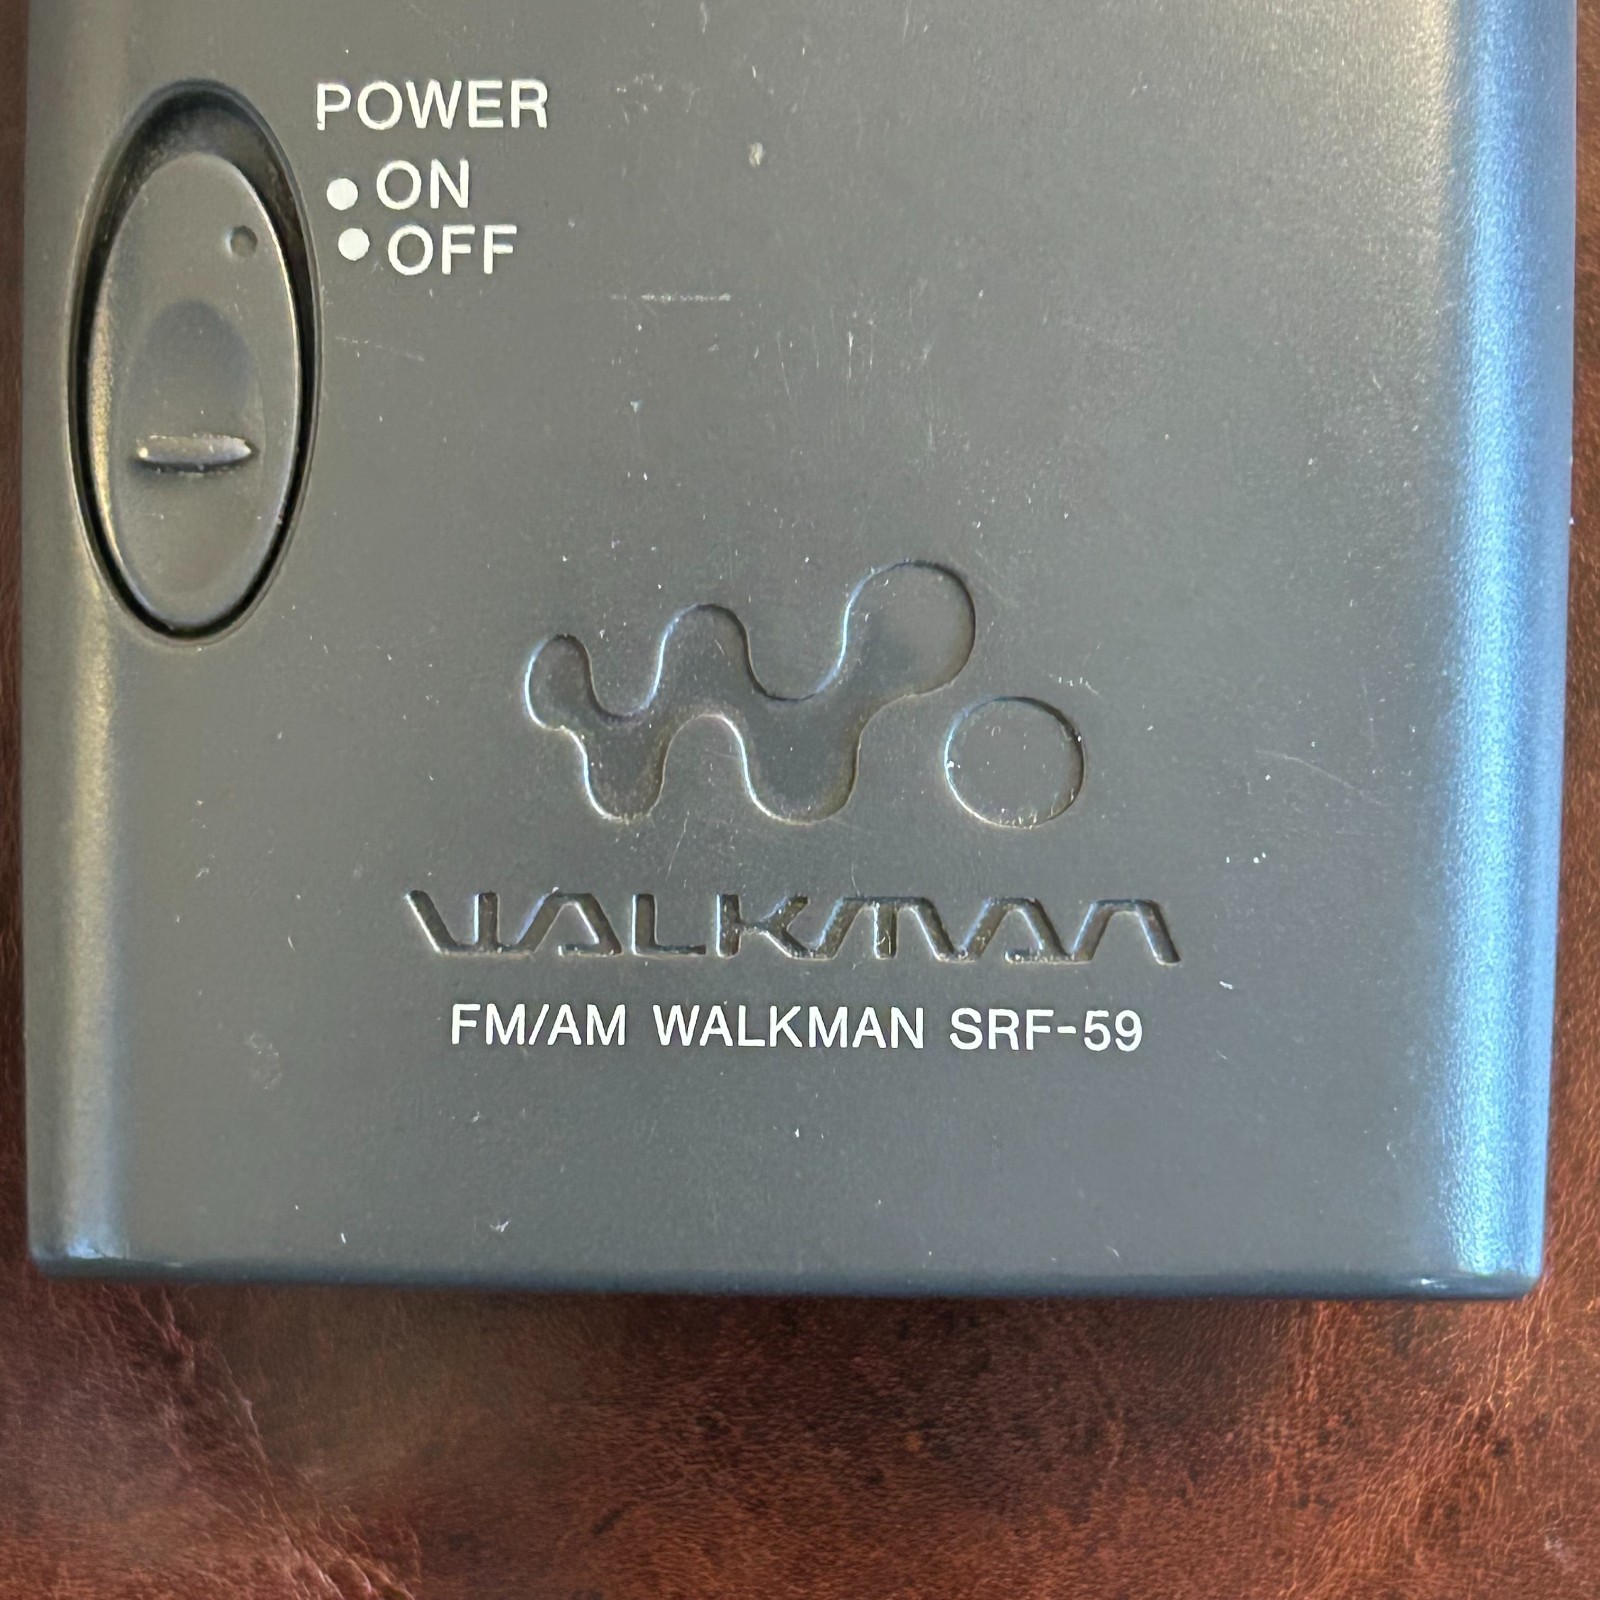 POWER
ON
OFF
WALKMAN
FM/AM WALKMAN SRF-59